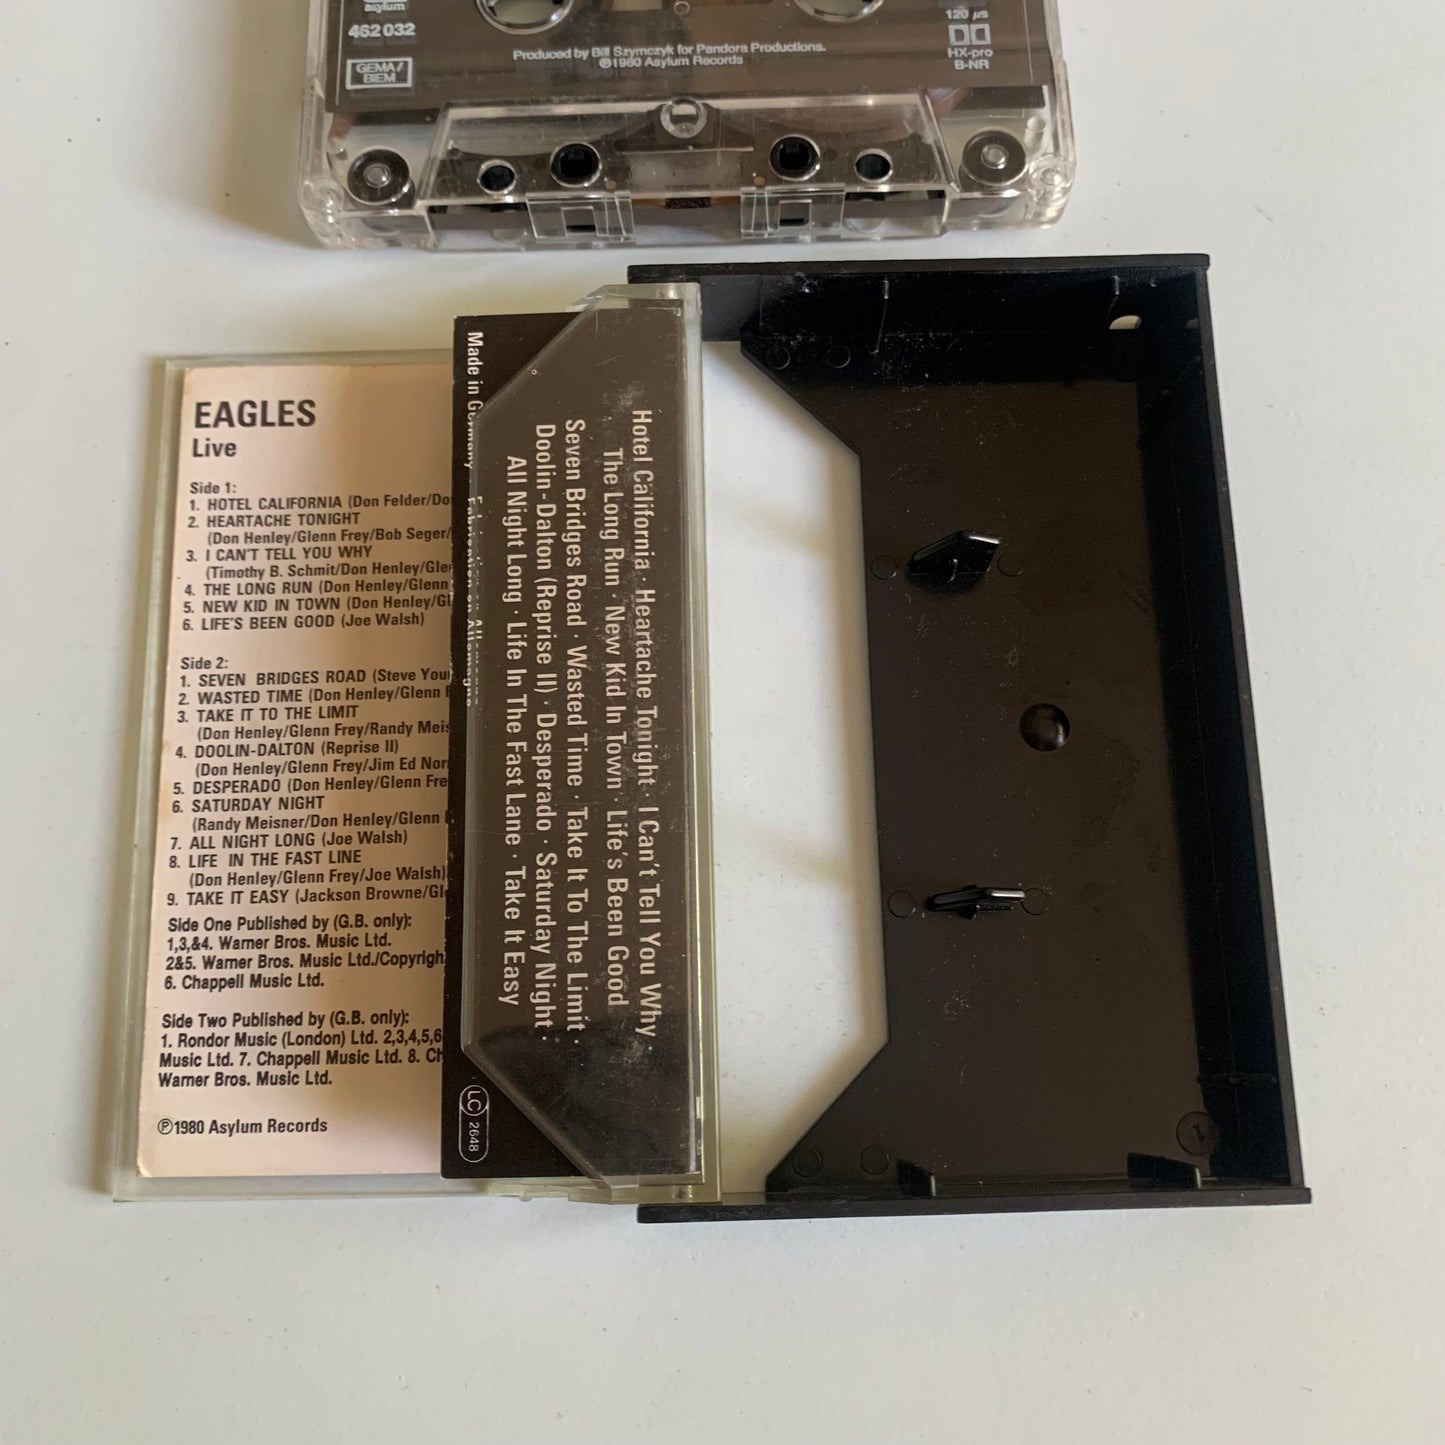 asylum
462 032
GEMA/
BIEM
Produced by Bill Szymczyk for Pandora Productions.
℗1980 Asylum Records
120 µs
HX-pro
B-NR
EAGLES
Live
Side 1:
1. HOTEL CALIFORNIA (Don Felder/Do
2. HEARTACHE TONIGHT
(Don Henley/Glenn Frey/Bob Seger/
3. I CAN'T TELL YOU WHY
(Timothy B. Schmit/Don Henley/Gle
4. THE LONG RUN (Don Henley/Glenn
5. NEW KID IN TOWN (Don Henley/Gl
6. LIFE'S BEEN GOOD (Joe Walsh)
Side 2:
1. SEVEN BRIDGES ROAD (Steve You
2. WASTED TIME (Don Henley/Glenn
3. TAKE IT TO THE LIMIT
(Don Henley/Glenn Frey/Randy Meis
4. DOOLIN-DALTON (Reprise II)
(Don Henley/Glenn Frey/Jim Ed Nor
5. DESPERADO (Don Henley/Glenn Fre
6. SATURDAY NIGHT
(Randy Meisner/Don Henley/Glenn
7. ALL NIGHT LONG (Joe Walsh)
8. LIFE IN THE FAST LINE
(Don Henley/Glenn Frey/Joe Walsh)
9. TAKE IT EASY (Jackson Browne/Gl
Side One Published by (G.B. only):
1,3,&4. Warner Bros. Music Ltd.
2&5. Warner Bros. Music Ltd./Copyrigh
6. Chappell Music Ltd.
Side Two Published by (G.B. only):
1. Rondor Music (London) Ltd. 2,3,4,5,6
Music Ltd. 7. Chappell Music Ltd. 8. Ch
Warner Bros. Music Ltd.
℗1980 Asylum Records
Hotel California · Heartache Tonight · I Can't Tell You Why
The Long Run · New Kid In Town · Life's Been Good
Seven Bridges Road · Wasted Time · Take It To The Limit ·
Doolin-Dalton (Reprise II) · Desperado · Saturday Night ·
All Night Long · Life In The Fast Lane · Take It Easy
Made in Germany
LC 2648
1